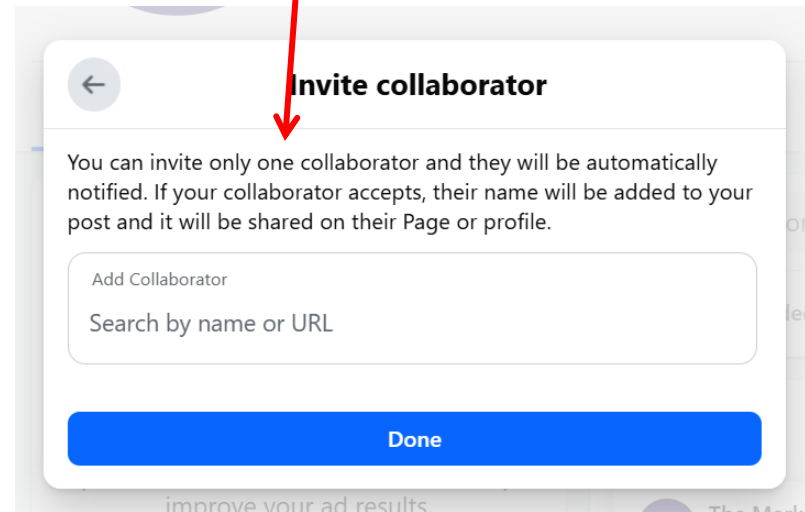 Invite collaborator
You can invite only one collaborator and they will be automatically
notified. If your collaborator accepts, their name will be added to your
post and it will be shared on their Page or profile.
Add Collaborator
Search by name or URL
Done
improve your ad results